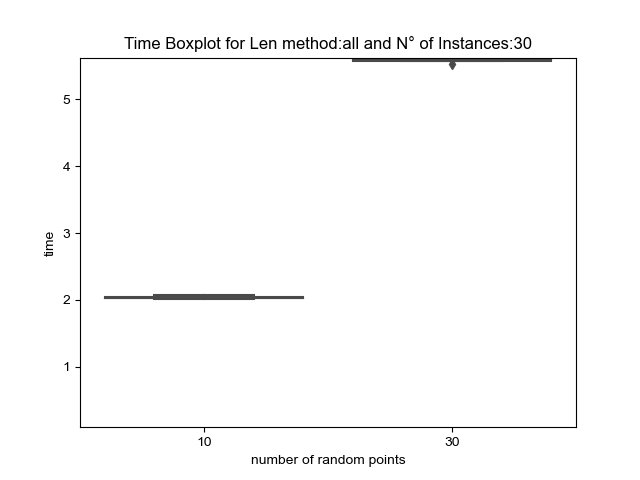 Time Boxplot for Len method:all and N° of Instances:30
5
4
3
2
1
time
10 30
number of random points